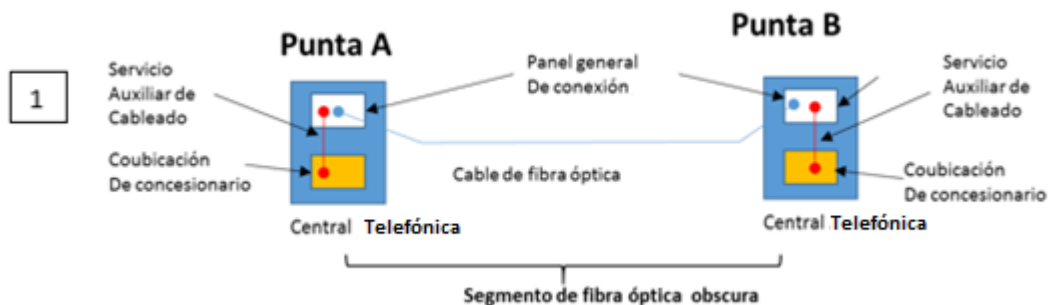 Punta A
Punta B
1
Servicio
Auxiliar de
Cableado
Panel general
De conexión
Servicio
Auxiliar de
Cableado
Coubicación
De concesionario
Cable de fibra óptica
Coubicación
De concesionario
Central Telefónica
Central Telefónica
Segmento de fibra óptica obscura